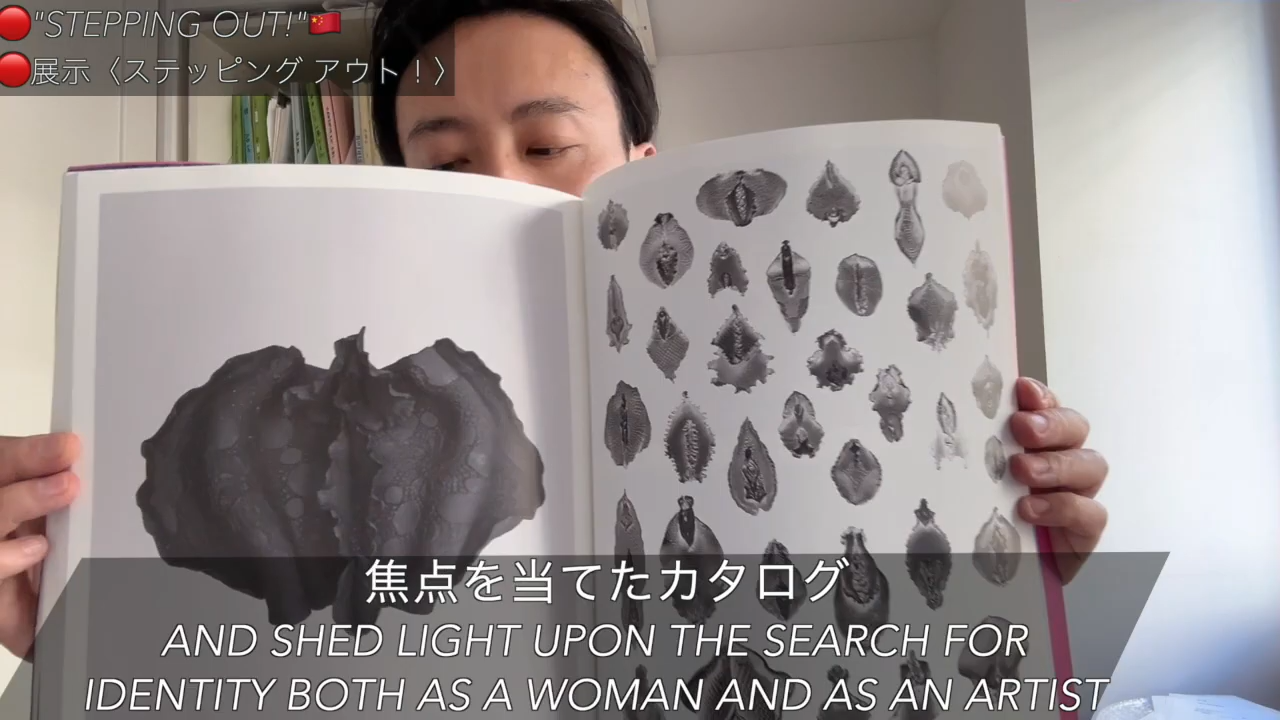 🔴"STEPPING OUT!"🇨🇳
🔴展示〈ステッピング アウト！〉
焦点を当てたカタログ
AND SHED LIGHT UPON THE SEARCH FOR
IDENTITY BOTH AS A WOMAN AND AS AN ARTIST